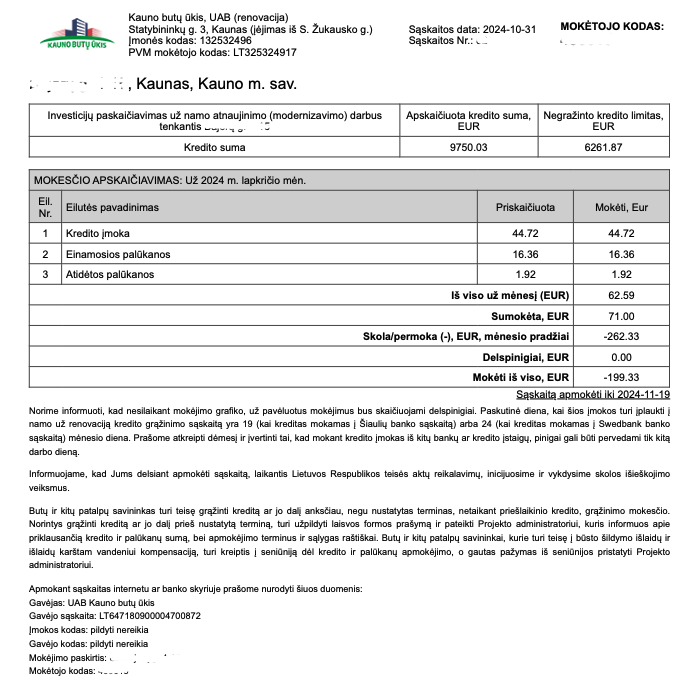 KAUNO BUTŲ ŪKIS
Kauno butų ūkis, UAB (renovacija)
Statybininkų g. 3, Kaunas (įėjimas iš S. Žukausko g.)
Įmonės kodas: 132532496
PVM mokėtojo kodas: LT325324917
Sąskaitos data: 2024-10-31
Sąskaitos Nr.:
MOKĖTOJO KODAS:
, Kaunas, Kauno m. sav.
Investicijų paskaičiavimas už namo atnaujinimo (modernizavimo) darbus
tenkantis
Apskaičiuota kredito suma,
EUR
Negražinto kredito limitas,
EUR
Kredito suma 9750.03 6261.87
MOKESČIO APSKAIČIAVIMAS: Už 2024 m. lapkričio mėn.
Eil.
Nr.
Eilutės pavadinimas Priskaičiuota Mokėti, Eur
1 Kredito įmoka 44.72 44.72
2 Einamosios palūkanos 16.36 16.36
3 Atidėtos palūkanos 1.92 1.92
Iš viso už mėnesį (EUR) 62.59
Sumokėta, EUR 71.00
Skola/permoka (-), EUR, mėnesio pradžiai -262.33
Delspinigiai, EUR 0.00
Mokėti iš viso, EUR -199.33
Sąskaitą apmokėti iki 2024-11-19
Norime informuoti, kad nesilaikant mokėjimo grafiko, už pavėluotus mokėjimus bus skaičiuojami delspinigiai. Paskutinė diena, kai šios įmokos turi įplaukti į
namo už renovaciją kredito grąžinimo sąskaitą yra 19 (kai kreditas mokamas į Šiaulių banko sąskaitą) arba 24 (kai kreditas mokamas į Swedbank banko
sąskaitą) mėnesio diena. Prašome atkreipti dėmesį ir įvertinti tai, kad mokant kredito įmokas iš kitų bankų ar kredito įstaigų, pinigai gali būti pervedami tik kitą
darbo dieną.
Informuojame, kad Jums delsiant apmokėti sąskaitą, laikantis Lietuvos Respublikos teisės aktų reikalavimų, inicijuosime ir vykdysime skolos išieškojimo
veiksmus.
Butų ir kitų patalpų savininkas turi teisę grąžinti kreditą ar jo dalį anksčiau, negu nustatytas terminas, netaikant priešlaikinio kredito, grąžinimo mokesčio.
Norintys grąžinti kreditą ar jo dalį prieš nustatytą terminą, turi užpildyti laisvos formos prašymą ir pateikti Projekto administratoriui, kuris informuos apie
priklausančią kredito ir palūkanų sumą, bei apmokėjimo terminus ir sąlygas raštiškai. Butų ir kitų patalpų savininkai, kurie turi teisę į būsto šildymo išlaidų ir
išlaidų karštam vandeniui kompensaciją, turi kreiptis į seniūniją dėl kredito ir palūkanų apmokėjimo, o gautas pažymas iš seniūnijos pristatyti Projekto
administratoriui.
Apmokant sąskaitas internetu ar banko skyriuje prašome nurodyti šiuos duomenis:
Gavėjas: UAB Kauno butų ūkis
Gavėjo sąskaita: LT647180900004700872
Įmokos kodas: pildyti nereikia
Gavėjo kodas: pildyti nereikia
Mokėjimo paskirtis:
Mokėtojo kodas: